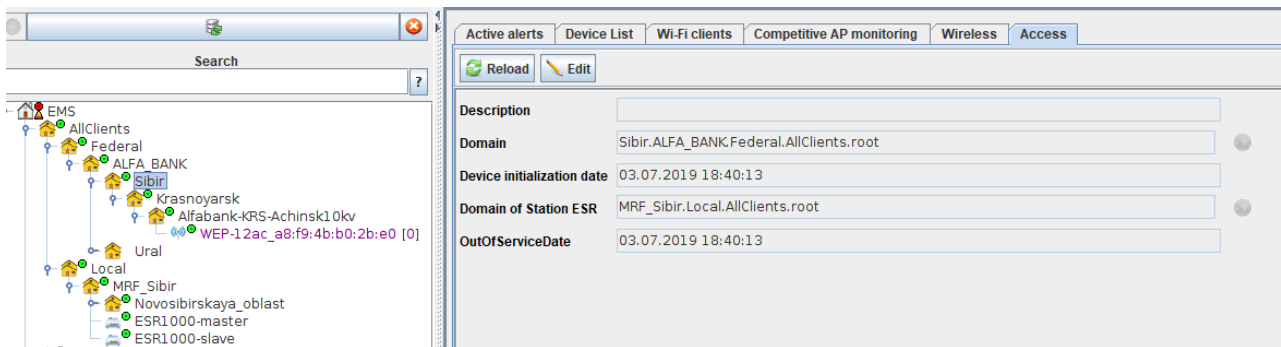 Search
?
EMS
AllClients
Federal
ALFA_BANK
Sibir
Krasnoyarsk
Alfabank-KRS-Achinsk10kv
WEP-12ac_a8:f9:4b:b0:2b:e0 [0]
Ural
Local
MRF_Sibir
Novosibirskaya_oblast
ESR1000-master
ESR1000-slave
Active alerts Device List Wi-Fi clients Competitive AP monitoring Wireless Access
Reload Edit
Description
Domain Sibir.ALFA_BANK.Federal.AllClients.root
Device initialization date 03.07.2019 18:40:13
Domain of Station ESR MRF_Sibir.Local.AllClients.root
OutOfServiceDate 03.07.2019 18:40:13